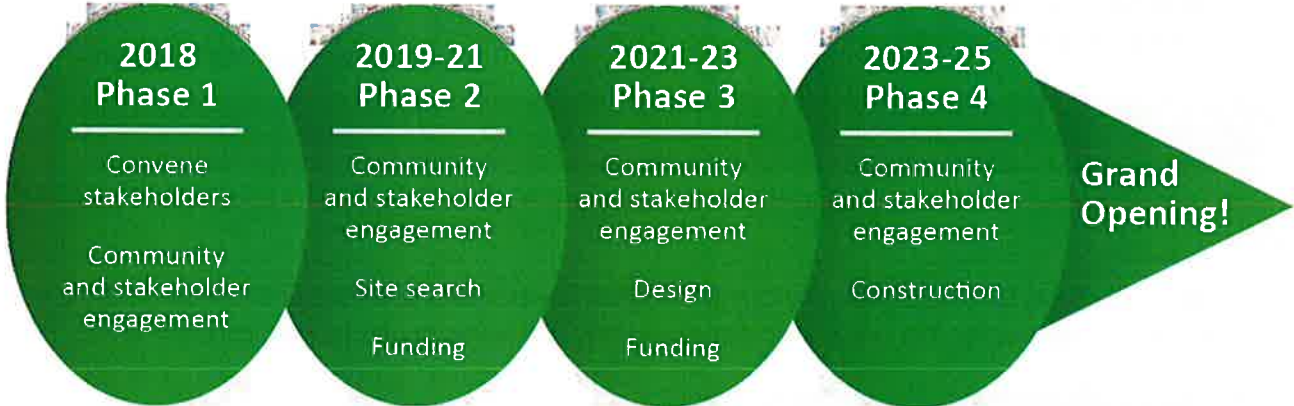 2018
Phase 1
Convene
stakeholders
Community
and stakeholder
engagement
2019-21
Phase 2
Community
and stakeholder
engagement
Site search
Funding
2021-23
Phase 3
Community
and stakeholder
engagement
Design
Funding
2023-25
Phase 4
Community
and stakeholder
engagement
Construction
Grand
Opening!